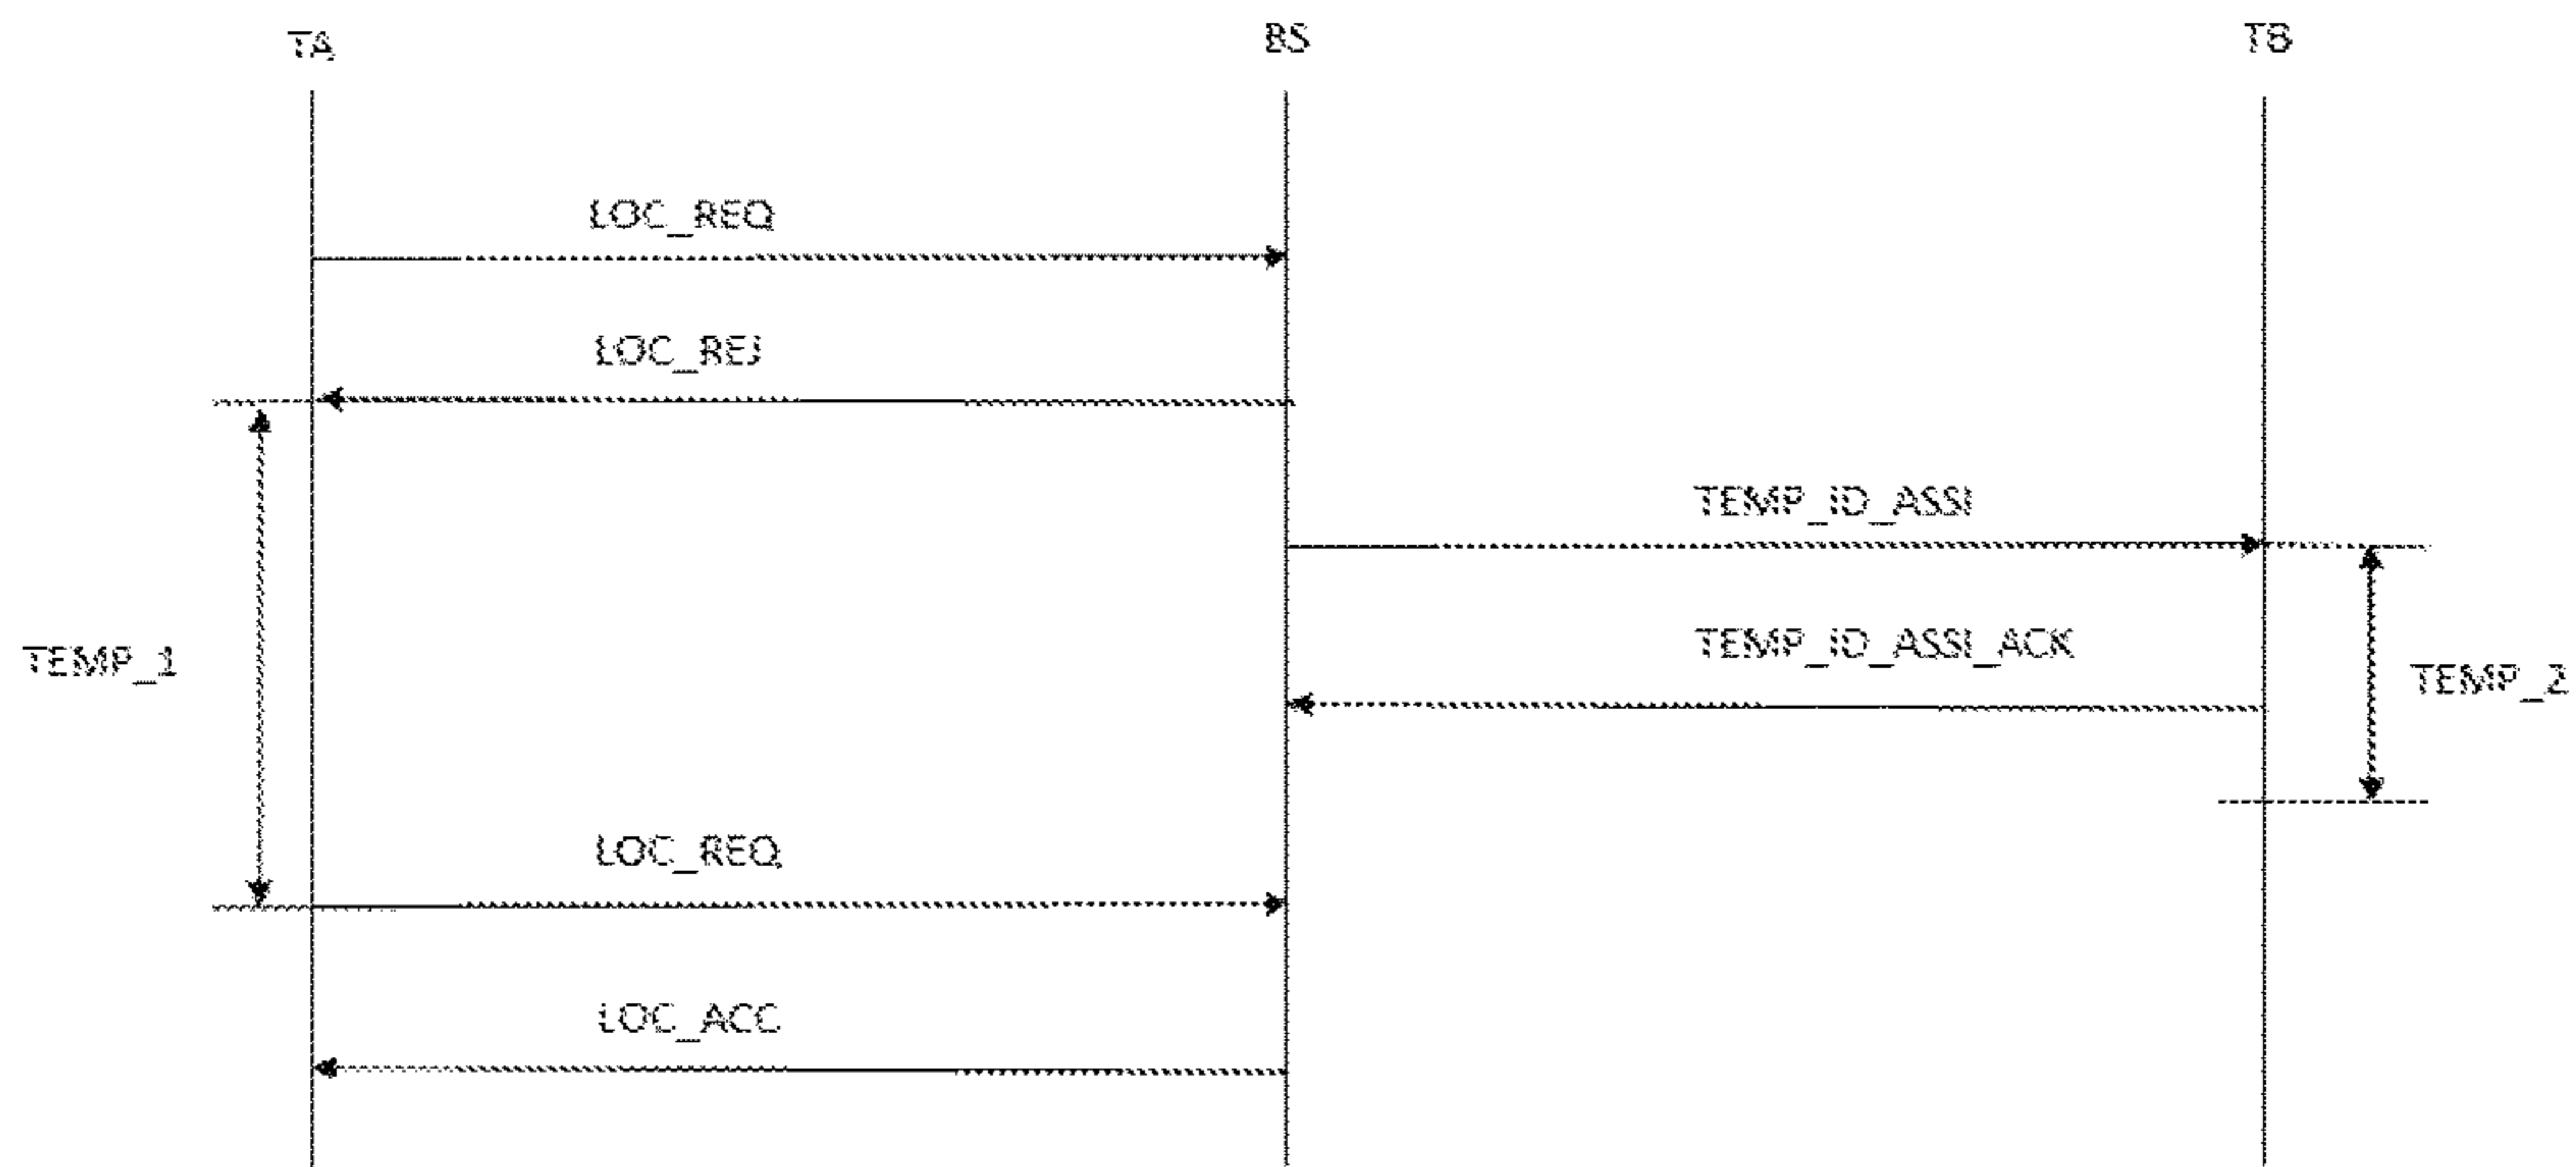 TA
BS
TB
LOC_REQ
LOC_REJ
TEMP_ID_ASSI
TEMP_ID_ASSI_ACK
TEMP_1
TEMP_2
LOC_REQ
LOC_ACC